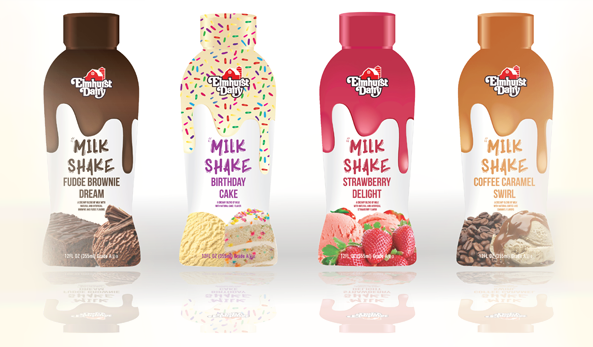 Elmhurst
Dairy
MILK
SHAKE
FUDGE BROWNIE
DREAM
Elmhurst
Dairy
MILK
SHAKE
BIRTHDAY
CAKE
Elmhurst
Dairy
MILK
SHAKE
STRAWBERRY
DELIGHT
Elmhurst
Dairy
MILK
SHAKE
COFFEE CARAMEL
SWIRL